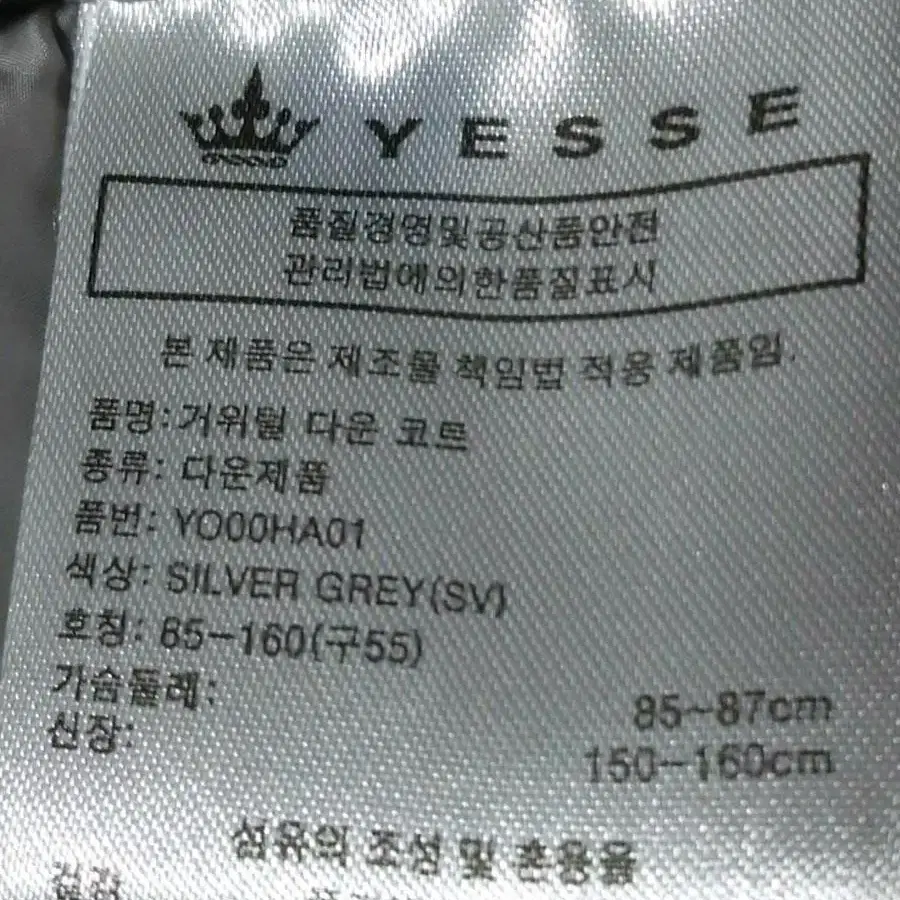 YESSE
품질경영및공산품안전
관리법에의한품질표시
본 제품은 제조물 책임법 적용 제품임.
품명: 거위털 다운 코트
종류: 다운제품
품번: YO00HA01
색상: SILVER GREY(SV)
호칭: 85-160(구55)
가슴둘레: 85~87cm
신장: 150-160cm
섬유의 조성 및 혼용율